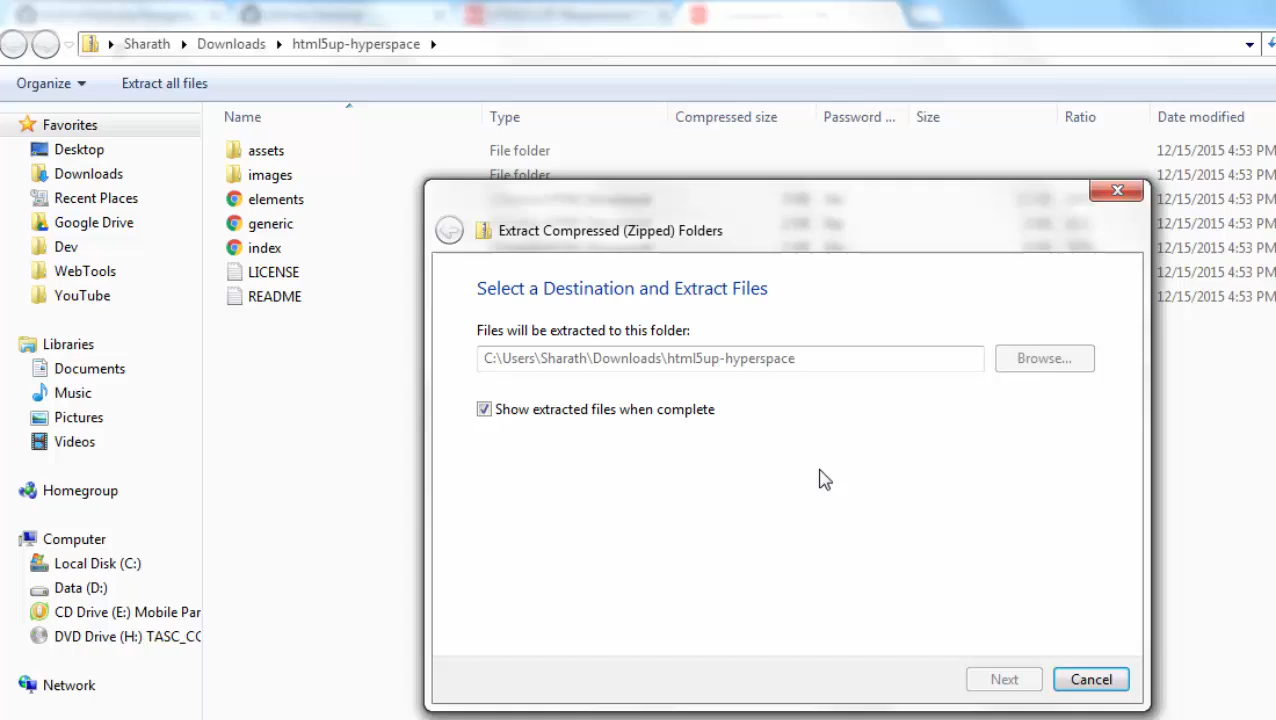 Sharath Downloads html5up-hyperspace
Organize Extract all files
Name Type Compressed size Password ... Size Ratio Date modified
Favorites
Desktop
Downloads
Recent Places
Google Drive
Dev
WebTools
YouTube
Libraries
Documents
Music
Pictures
Videos
Homegroup
Computer
Local Disk (C:)
Data (D:)
CD Drive (E:) Mobile Par
DVD Drive (H:) TASC_CO
Network
assets File folder 12/15/2015 4:53 PM
images File folder 12/15/2015 4:53 PM
elements 12/15/2015 4:53 PM
generic 12/15/2015 4:53 PM
index 12/15/2015 4:53 PM
LICENSE 12/15/2015 4:53 PM
README 12/15/2015 4:53 PM
Extract Compressed (Zipped) Folders
Select a Destination and Extract Files
Files will be extracted to this folder:
C:\Users\Sharath\Downloads\html5up-hyperspace Browse...
Show extracted files when complete
Next Cancel